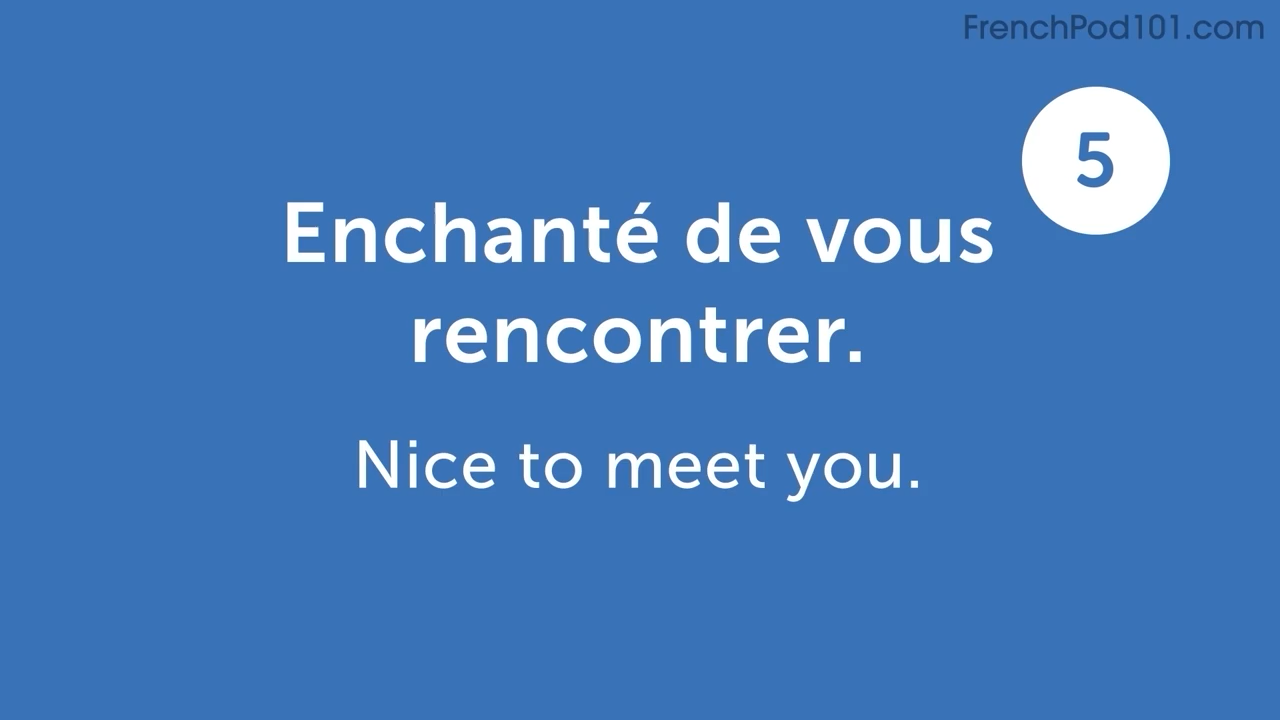 FrenchPod101.com
5
Enchanté de vous
rencontrer.
Nice to meet you.